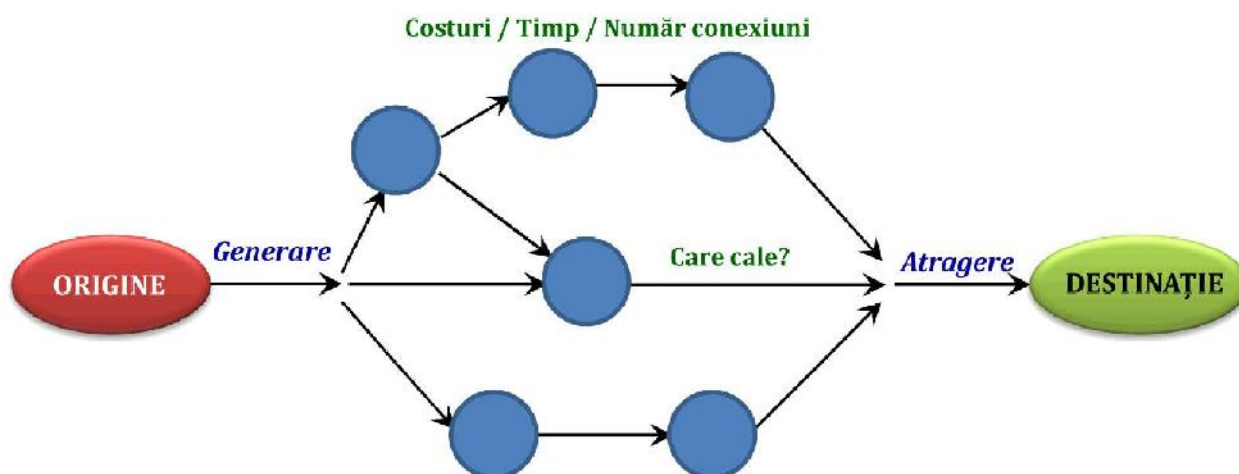 Costuri / Timp / Număr conexiuni
Generare
Care cale?
Atragere
ORIGINE
DESTINAȚIE